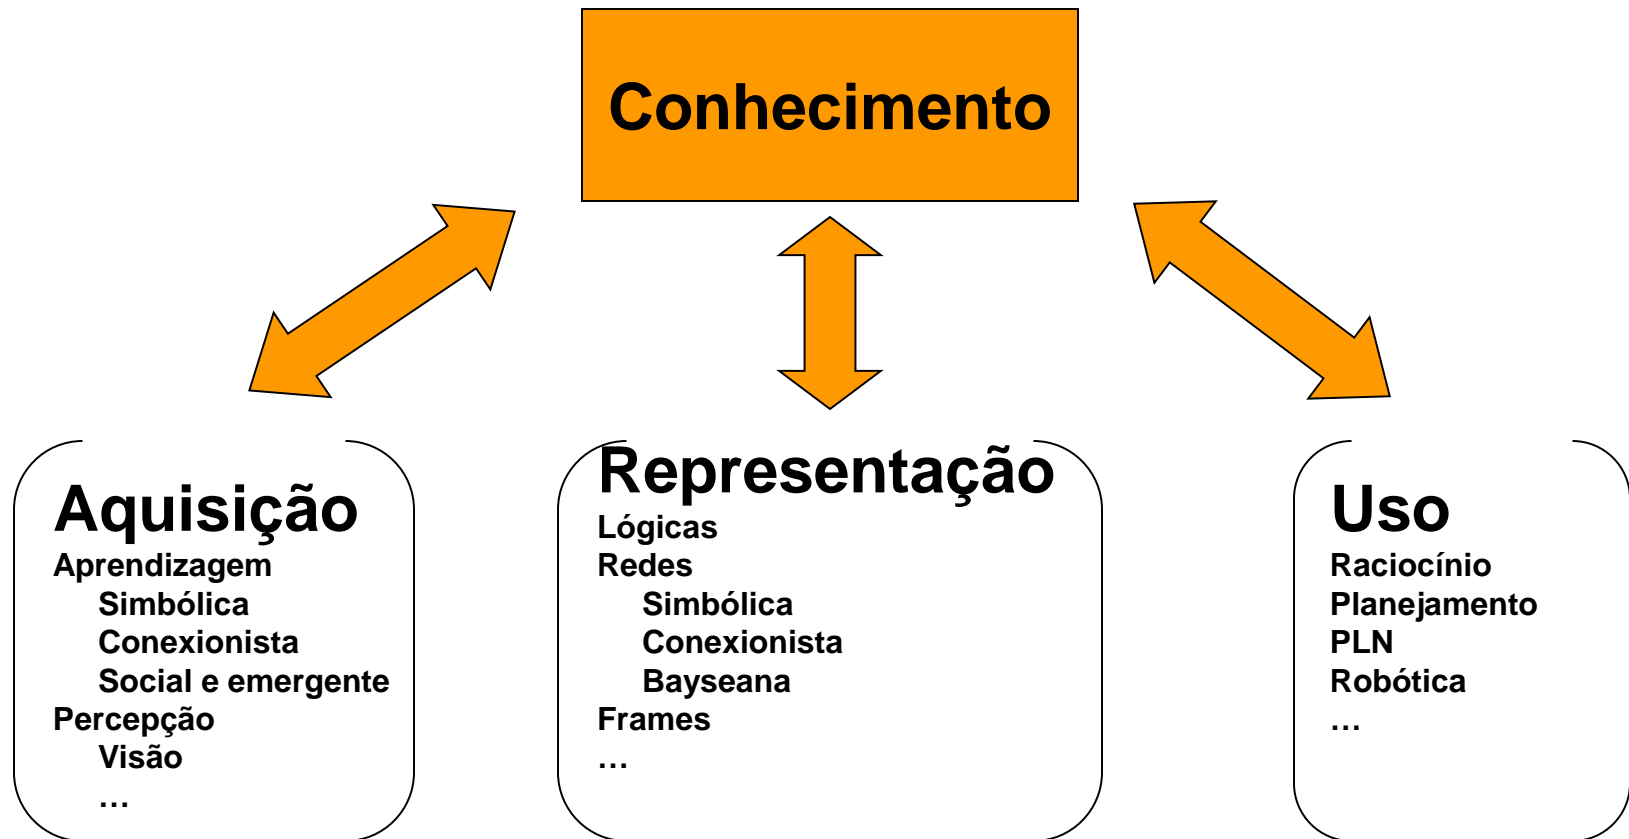 Conhecimento
Aquisição
Aprendizagem
Simbólica
Conexionista
Social e emergente
Percepção
Visão
…
Representação
Lógicas
Redes
Simbólica
Conexionista
Bayseana
Frames
…
Uso
Raciocínio
Planejamento
PLN
Robótica
…